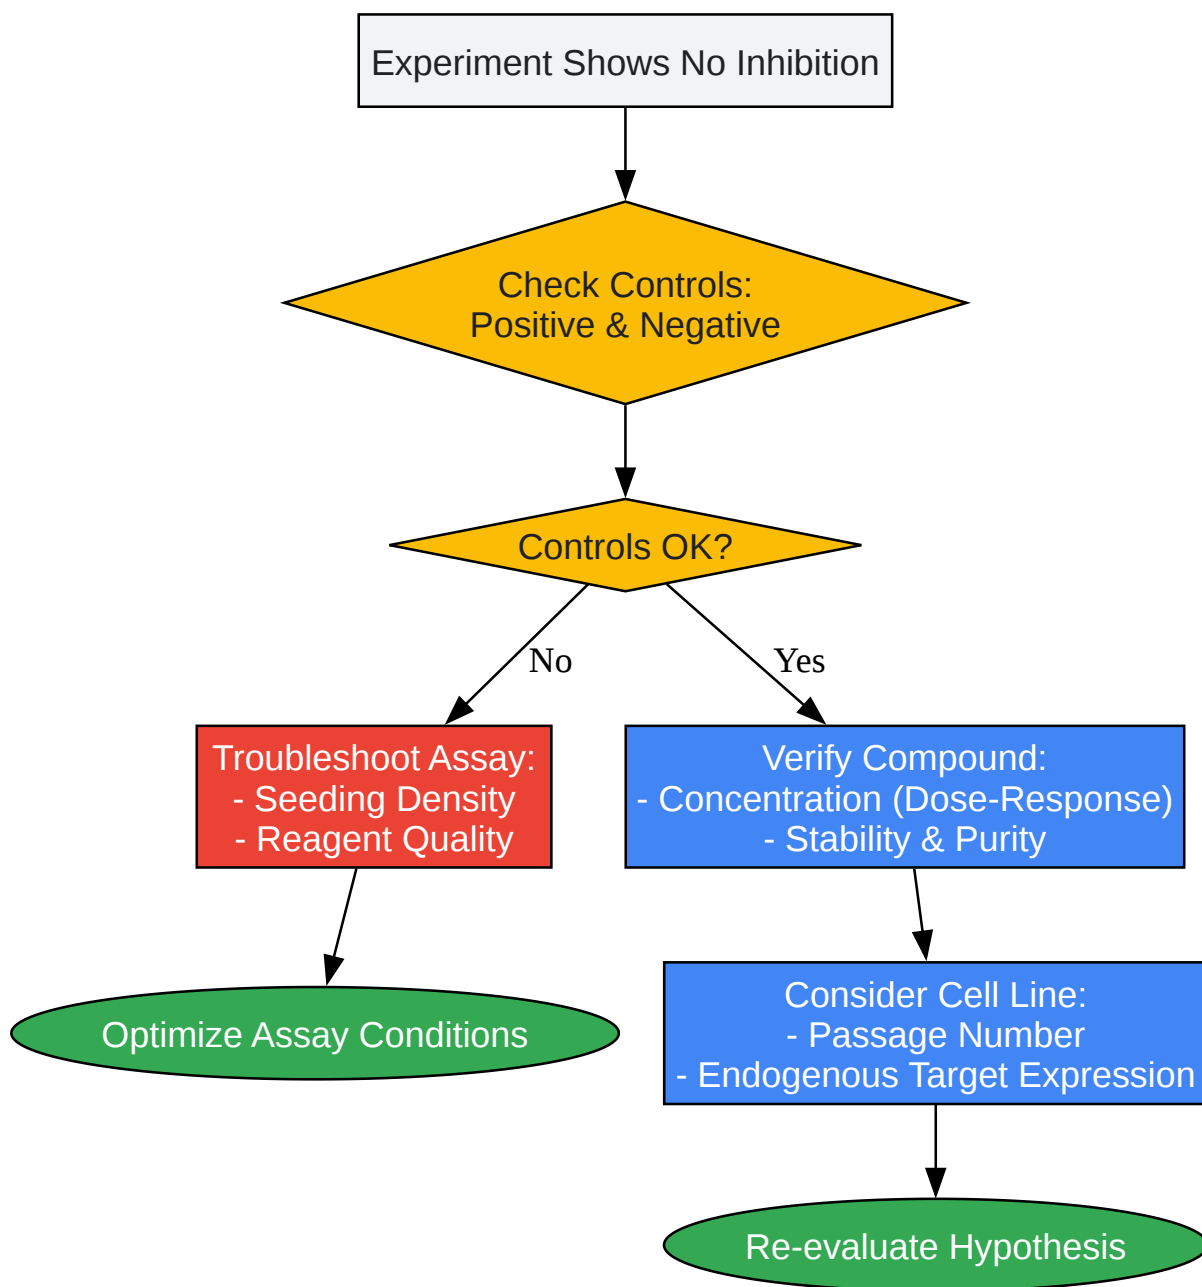 Experiment Shows No Inhibition
Check Controls:
Positive & Negative
Controls OK?
No
Yes
Troubleshoot Assay:
- Seeding Density
- Reagent Quality
Verify Compound:
- Concentration (Dose-Response)
- Stability & Purity
Optimize Assay Conditions
Consider Cell Line:
- Passage Number
- Endogenous Target Expression
Re-evaluate Hypothesis